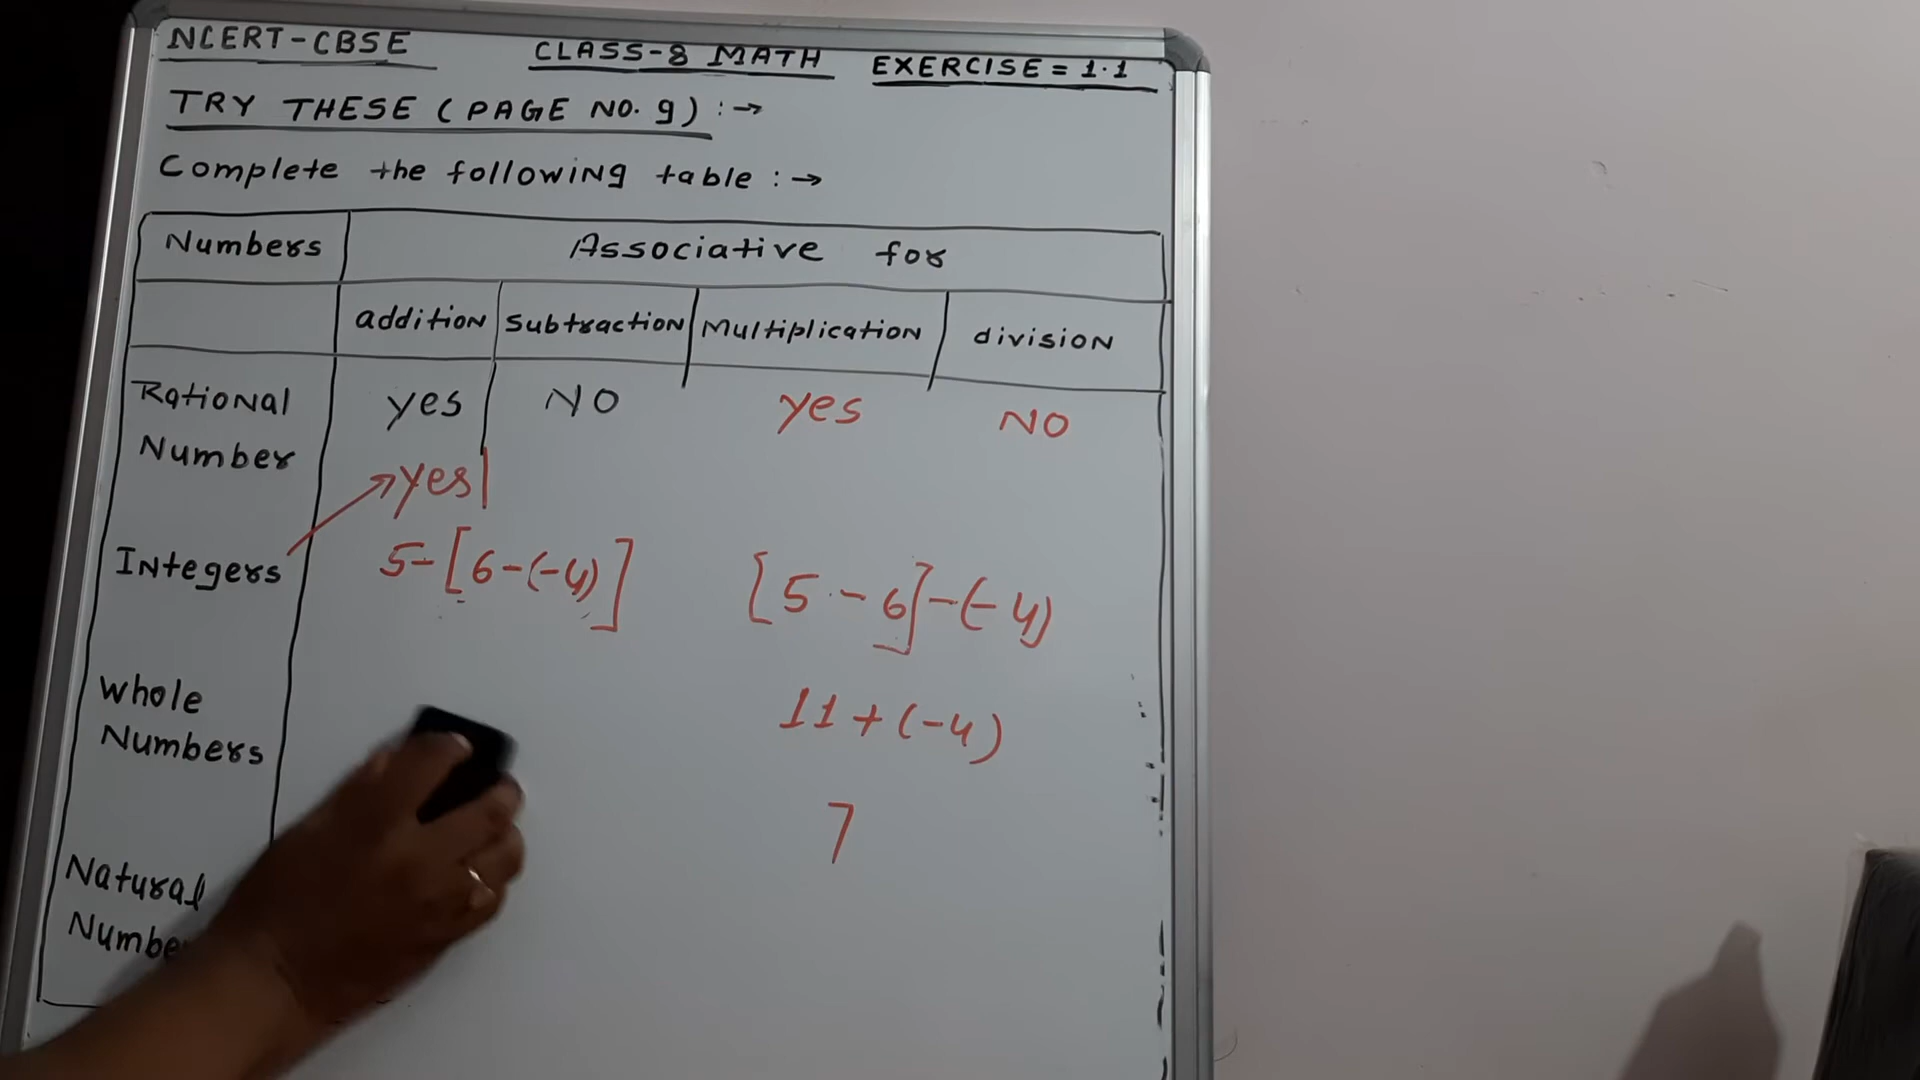 NCERT-CBSE CLASS-8 MATH EXERCISE = 1.1
TRY THESE (PAGE NO. 9) :→
Complete the following table :→
Numbers Associative for
addition Subtraction Multiplication division
Rational Number yes NO yes NO
Integers yes
5-[6-(-4)] [5-6]-(-4)
Whole Numbers
11+(-4)
7
Natural